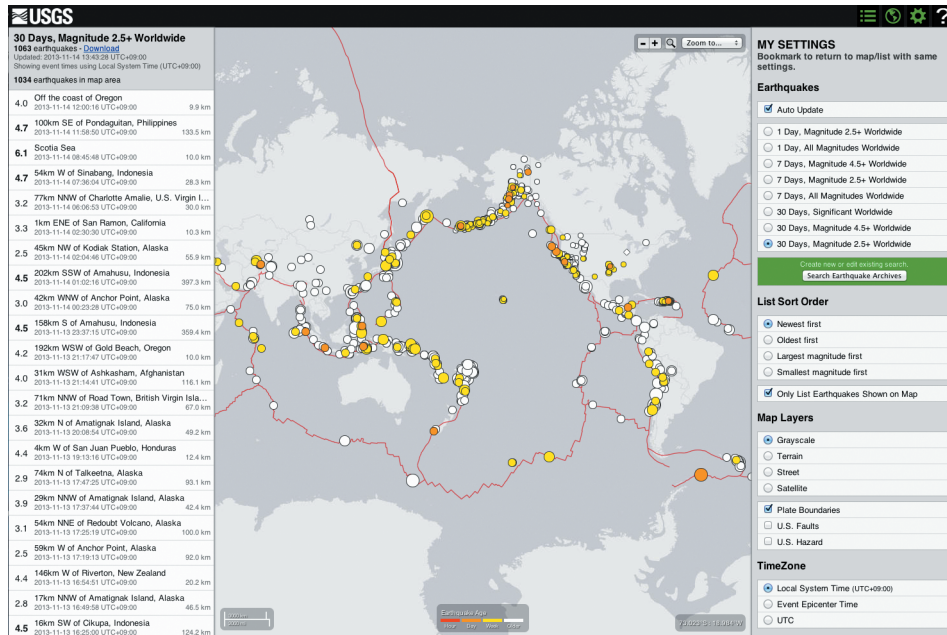 USGS
30 Days, Magnitude 2.5+ Worldwide
1063 earthquakes - Download
Updated: 2013-11-14 13:43:28 UTC+09:00
Showing event times using Local System Time (UTC+09:00)
1034 earthquakes in map area
4.0 Off the coast of Oregon
2013-11-14 12:00:16 UTC+09:00 9.9 km
4.7 100km SE of Pondaguitan, Philippines
2013-11-14 11:58:50 UTC+09:00 133.5 km
6.1 Scotia Sea
2013-11-14 08:45:48 UTC+09:00 10.0 km
4.7 54km W of Sinabang, Indonesia
2013-11-14 07:36:04 UTC+09:00 28.3 km
3.2 77km NNW of Charlotte Amalie, U.S. Virgin I...
2013-11-14 06:06:53 UTC+09:00 30.0 km
3.3 1km ENE of San Ramon, California
2013-11-14 02:30:30 UTC+09:00 10.3 km
2.5 45km NW of Kodiak Station, Alaska
2013-11-14 02:04:46 UTC+09:00 55.9 km
4.5 202km SSW of Amahusu, Indonesia
2013-11-14 01:02:16 UTC+09:00 397.3 km
3.0 42km WNW of Anchor Point, Alaska
2013-11-14 00:23:28 UTC+09:00 75.0 km
4.5 158km S of Amahusu, Indonesia
2013-11-13 23:37:15 UTC+09:00 359.4 km
4.2 192km WSW of Gold Beach, Oregon
2013-11-13 21:17:47 UTC+09:00 10.0 km
4.0 31km WSW of Ashkasham, Afghanistan
2013-11-13 21:14:41 UTC+09:00 116.1 km
3.2 71km NNW of Road Town, British Virgin Isla...
2013-11-13 21:09:38 UTC+09:00 67.0 km
3.6 32km N of Amatignak Island, Alaska
2013-11-13 20:08:54 UTC+09:00 49.2 km
4.4 4km W of San Juan Pueblo, Honduras
2013-11-13 19:13:16 UTC+09:00 12.4 km
2.9 74km N of Talkeetna, Alaska
2013-11-13 17:47:25 UTC+09:00 93.1 km
3.9 29km NNW of Amatignak Island, Alaska
2013-11-13 17:37:44 UTC+09:00 42.4 km
3.1 54km NNE of Redoubt Volcano, Alaska
2013-11-13 17:25:19 UTC+09:00 100.0 km
2.5 59km W of Anchor Point, Alaska
2013-11-13 17:19:13 UTC+09:00 92.0 km
4.4 146km W of Riverton, New Zealand
2013-11-13 16:54:51 UTC+09:00 20.2 km
2.8 17km NNW of Amatignak Island, Alaska
2013-11-13 16:49:58 UTC+09:00 46.5 km
4.5 16km SW of Cikupa, Indonesia
2013-11-13 16:25:00 UTC+09:00 124.2 km
Zoom to...
Earthquake Age
Hour Day Week Older
MY SETTINGS
Bookmark to return to map/list with same
settings.
Earthquakes
Auto Update
1 Day, Magnitude 2.5+ Worldwide
1 Day, All Magnitudes Worldwide
7 Days, Magnitude 4.5+ Worldwide
7 Days, Magnitude 2.5+ Worldwide
7 Days, All Magnitudes Worldwide
30 Days, Significant Worldwide
30 Days, Magnitude 4.5+ Worldwide
30 Days, Magnitude 2.5+ Worldwide
Create new or edit existing search.
Search Earthquake Archives
List Sort Order
Newest first
Oldest first
Largest magnitude first
Smallest magnitude first
Only List Earthquakes Shown on Map
Map Layers
Grayscale
Terrain
Street
Satellite
Plate Boundaries
U.S. Faults
U.S. Hazard
TimeZone
Local System Time (UTC+09:00)
Event Epicenter Time
UTC